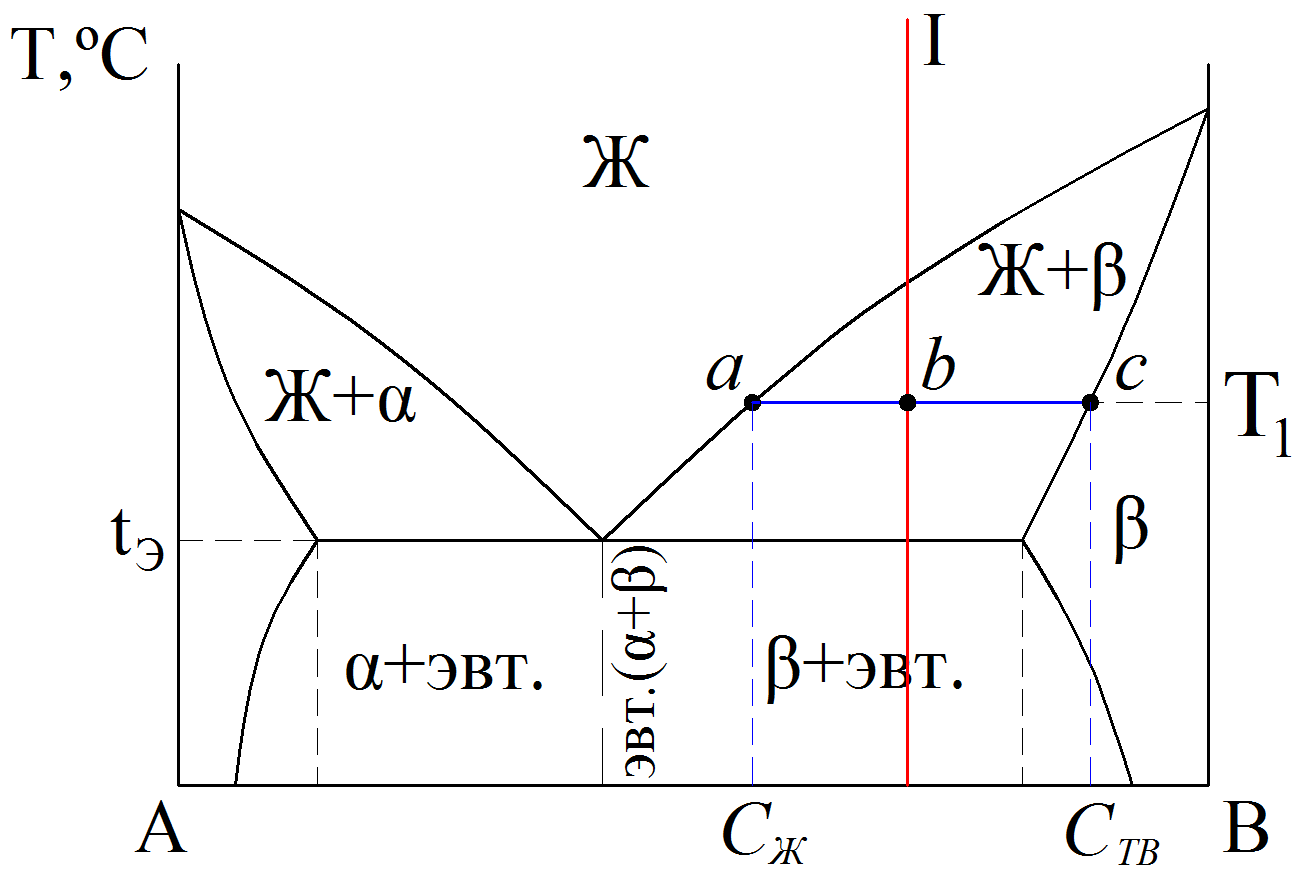 T,ºC
I
Ж
Ж+β
a
b
c
T1
Ж+α
tЭ
β
α+эвт.
эвт.(α+β)
β+эвт.
A
CЖ
CТВ
B